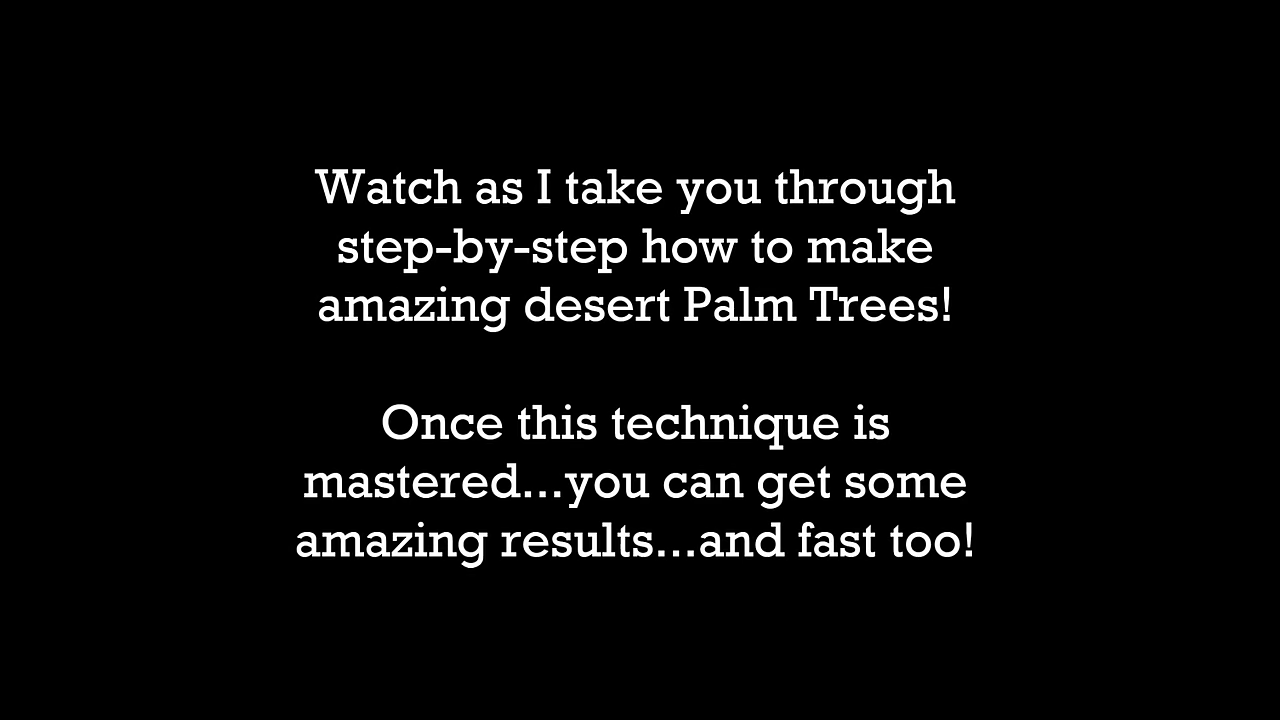 Watch as I take you through
step-by-step how to make
amazing desert Palm Trees!
Once this technique is
mastered...you can get some
amazing results...and fast too!